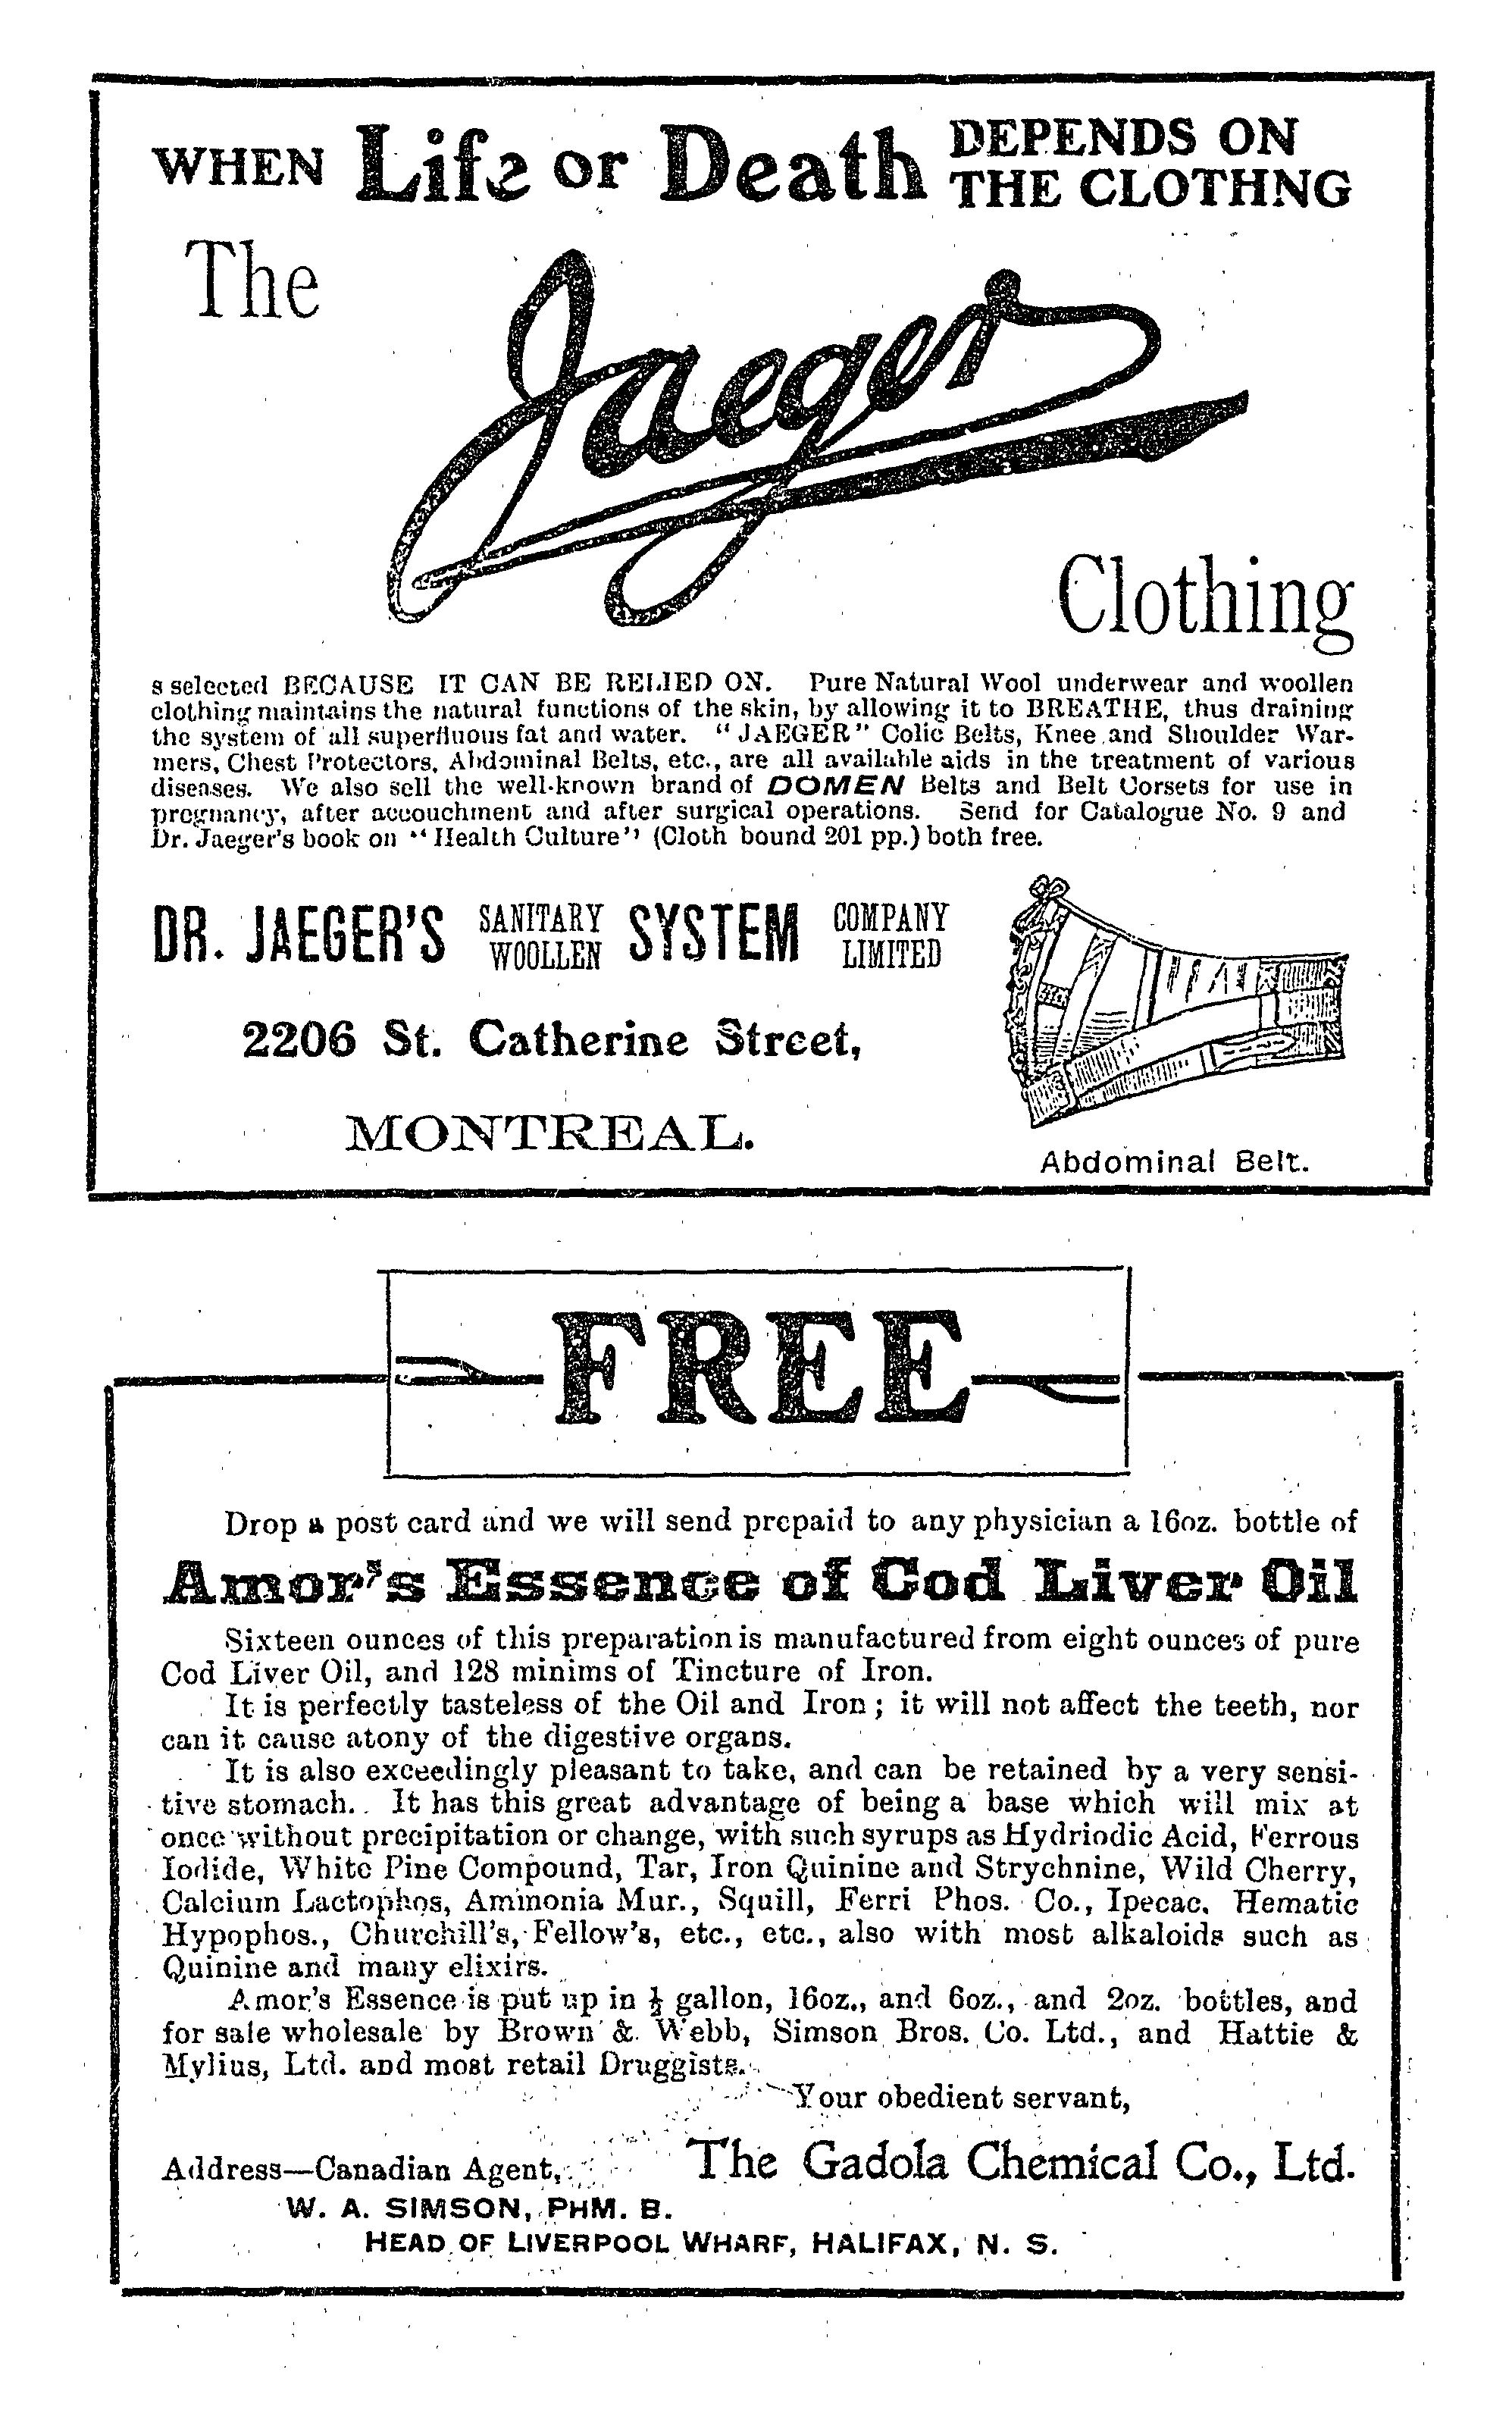 WHEN Life or Death DEPENDS ON
THE CLOTHNG
The
Jaeger
Clothing
s selected BECAUSE IT CAN BE RELIED ON. Pure Natural Wool underwear and woollen
clothing maintains the natural functions of the skin, by allowing it to BREATHE, thus draining
the system of all superfluous fat and water. "JAEGER" Colic Belts, Knee and Shoulder War-
mers, Chest Protectors, Abdominal Belts, etc., are all available aids in the treatment of various
diseases. We also sell the well-known brand of DOMEN Belts and Belt Corsets for use in
pregnancy, after accouchment and after surgical operations. Send for Catalogue No. 9 and
Dr. Jaeger's book on "Health Culture" (Cloth bound 201 pp.) both free.
DR. JAEGER'S SANITARY WOOLLEN SYSTEM COMPANY LIMITED
2206 St. Catherine Street,
MONTREAL.
Abdominal Belt.
FREE
Drop a post card and we will send prepaid to any physician a 16oz. bottle of
Amor's Essence of Cod Liver Oil
Sixteen ounces of this preparation is manufactured from eight ounces of pure
Cod Liver Oil, and 128 minims of Tincture of Iron.
It is perfectly tasteless of the Oil and Iron; it will not affect the teeth, nor
can it cause atony of the digestive organs.
It is also exceedingly pleasant to take, and can be retained by a very sensi-
tive stomach. It has this great advantage of being a base which will mix at
once without precipitation or change, with such syrups as Hydriodic Acid, Ferrous
Iodide, White Pine Compound, Tar, Iron Quinine and Strychnine, Wild Cherry,
Calcium Lactophos, Ammonia Mur., Squill, Ferri Phos. Co., Ipecac. Hematic
Hypophos., Churchill's, Fellow's, etc., etc., also with most alkaloids such as
Quinine and many elixirs.
Amor's Essence is put up in ½ gallon, 16oz., and 6oz., and 2oz. bottles, and
for sale wholesale by Brown & Webb, Simson Bros. Co. Ltd., and Hattie &
Mylius, Ltd. and most retail Druggists.
Your obedient servant,
The Gadola Chemical Co., Ltd.
Address—Canadian Agent,
W. A. SIMSON, PHM. B.
HEAD OF LIVERPOOL WHARF, HALIFAX, N. S.